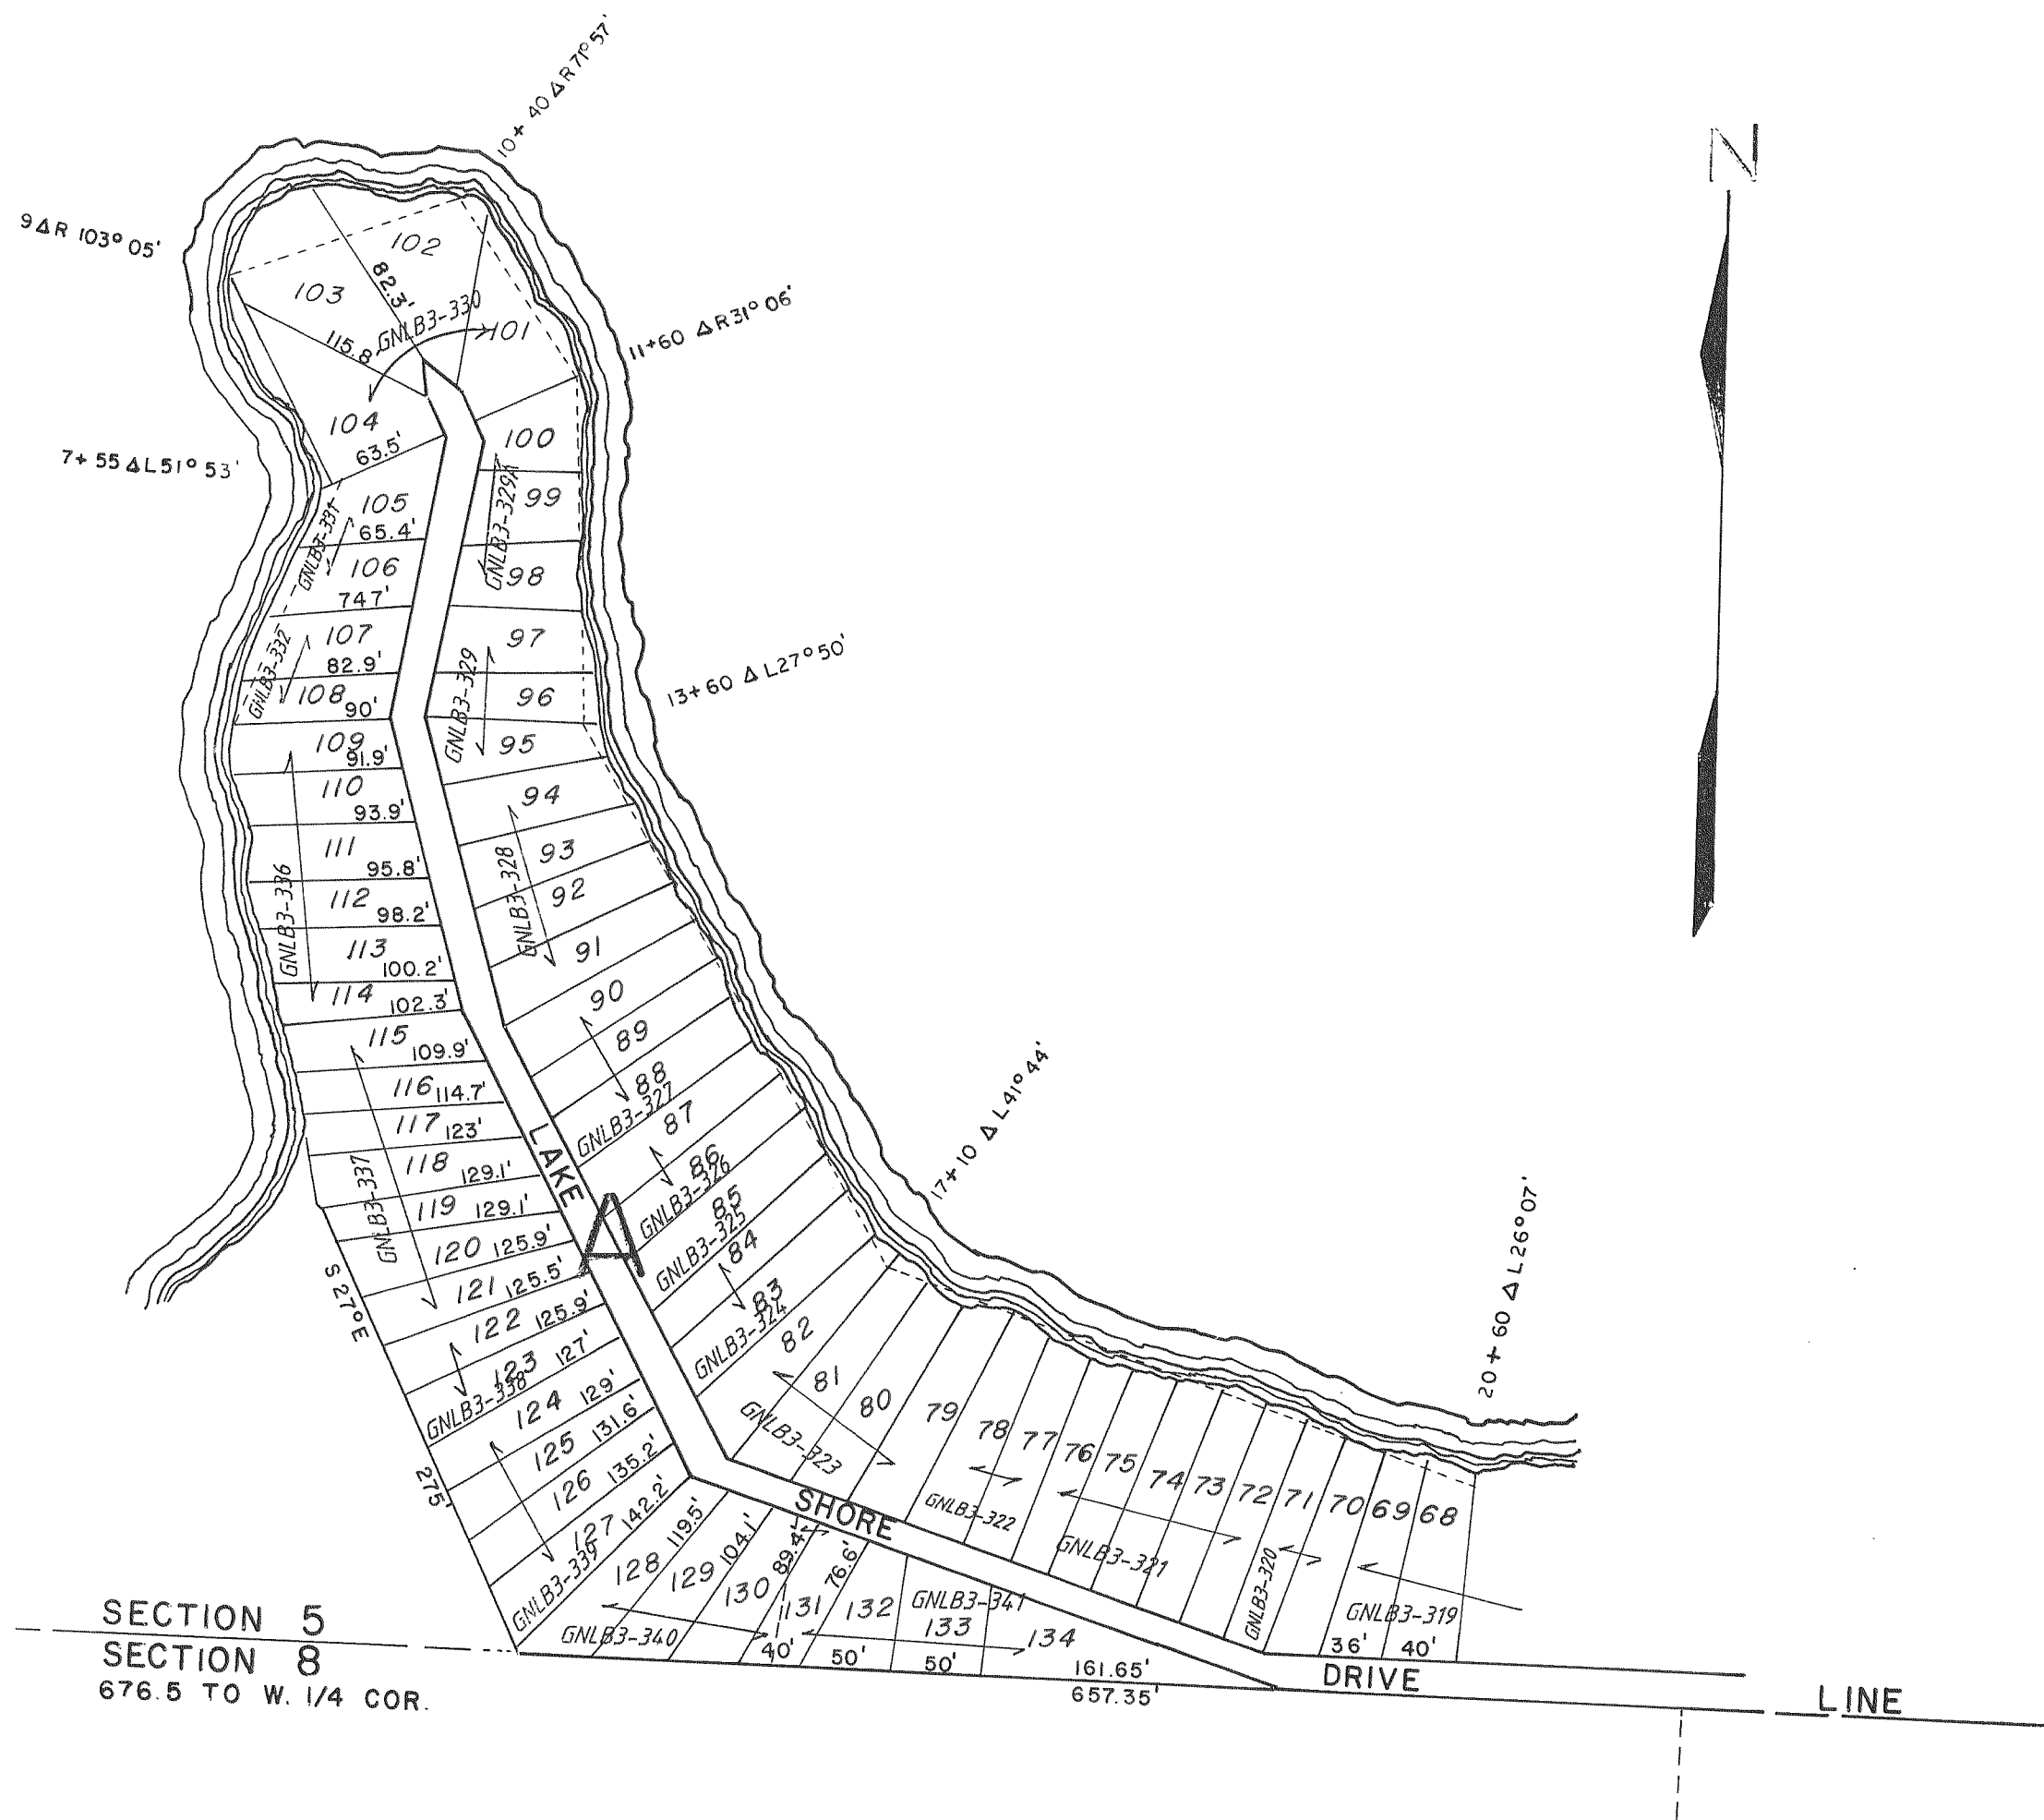 10+ 40 Δ R 71° 57'
N
9 Δ R 103° 05'
102
82.3'
103
GNLB3-330
101
115.8'
11+60 Δ R31° 06'
104
63.5'
100
7+ 55 Δ L 51° 53'
105
65.4'
GNLB3-331
GNLB3-329A
99
106
747'
98
107
82.9'
GNLB3-332
97
GNLB3-329
108
90'
96
13+60 Δ L27° 50'
109
91.9'
95
110
93.9'
94
111
95.8'
93
GNLB3-328
112
98.2'
92
GNLB3-336
113
100.2'
91
114
102.3'
90
115
109.9'
89
116
114.7'
88
GNLB3-327
117
123'
87
118
129.1'
86
GNLB3-326
GNLB3-337
119
129.1'
85
GNLB3-325
120
125.9'
84
121
125.5'
83
GNLB3-324
122
125.9'
82
123
127'
GNLB3-338
124
129'
125
131.6'
126
135.2'
127
142.2'
GNLB3-339
S 27° E
275'
LAKE
A
17+10 Δ L 41° 44'
81
80
GNLB3-323
79
78
77
GNLB3-322
76
75
74
73
GNLB3-321
72
71
GNLB3-320
70
69
68
GNLB3-319
36'
40'
20+ 60 Δ L 26° 07'
SHORE
128
119.5'
129
104.1'
130
89.4'
131
76.6'
132
GNLB3-341
133
134
GNLB3-340
40'
50'
50'
161.65'
657.35'
DRIVE
LINE
SECTION 5
SECTION 8
676.5 TO W. 1/4 COR.